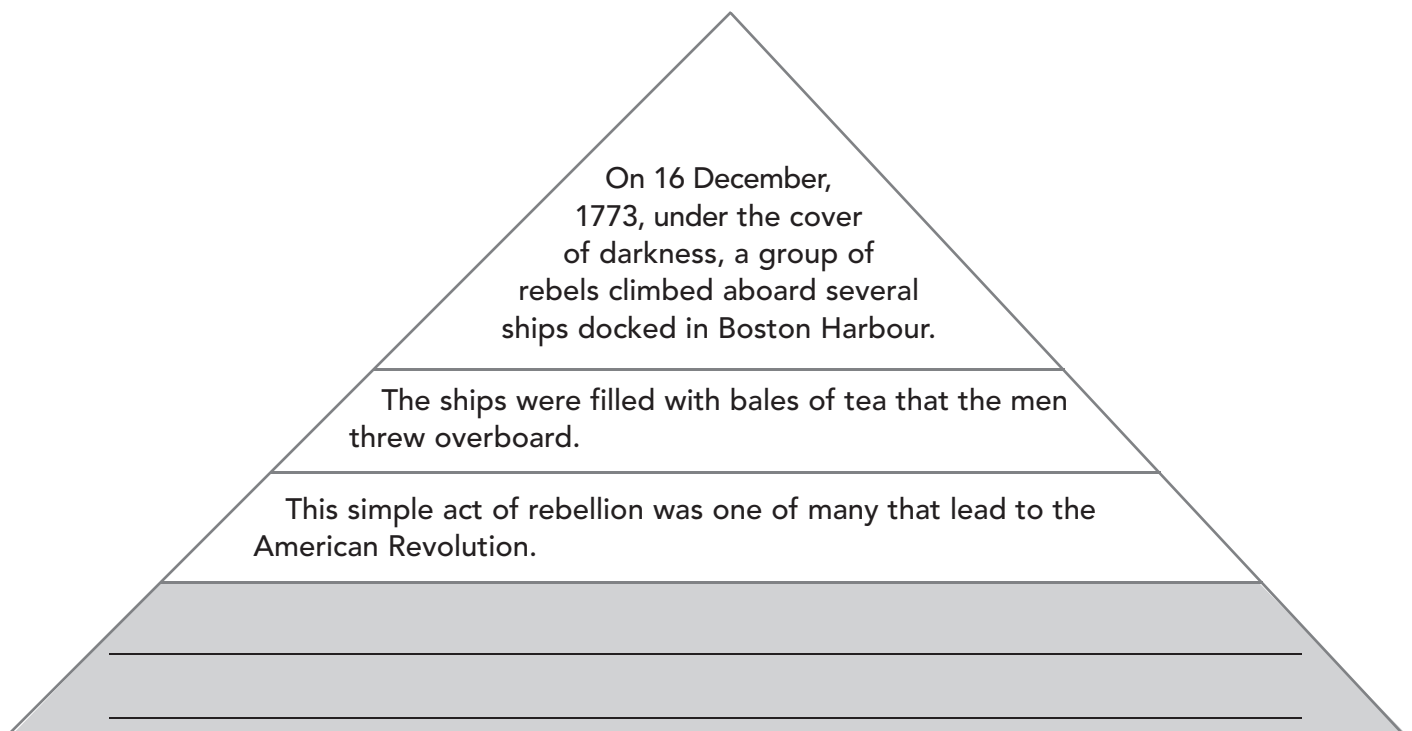 On 16 December,
1773, under the cover
of darkness, a group of
rebels climbed aboard several
ships docked in Boston Harbour.
The ships were filled with bales of tea that the men
threw overboard.
This simple act of rebellion was one of many that lead to the
American Revolution.